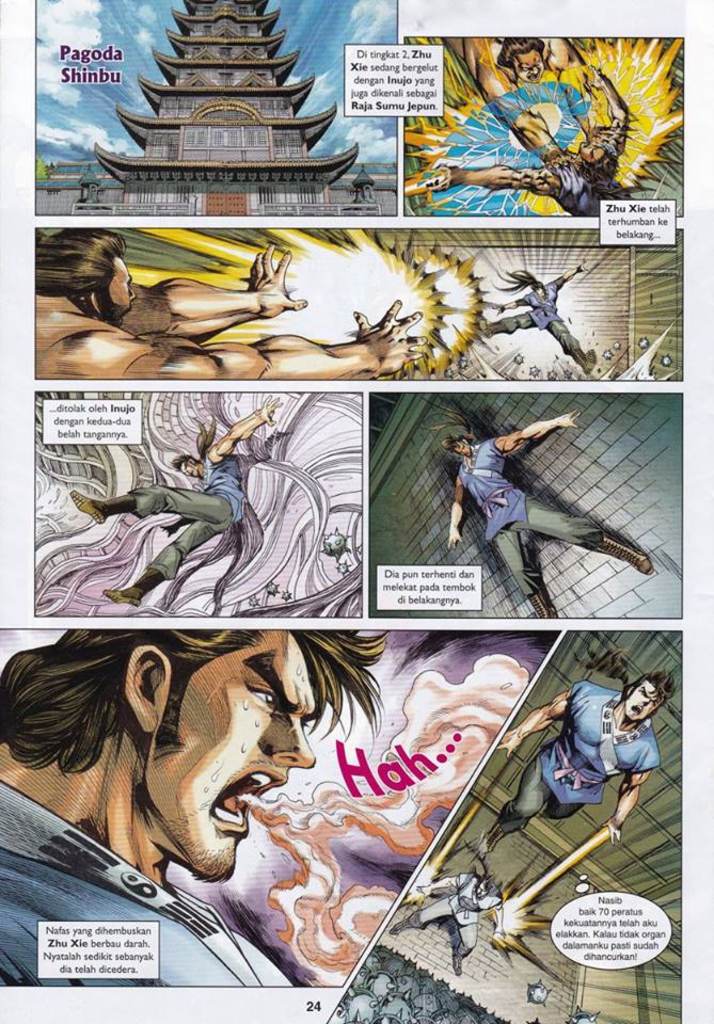 Pagoda
Shinbu
Di tingkat 2, Zhu
Xie sedang bergelut
dengan Inujo yang
juga dikenali sebagai
Raja Sumu Jepun.
Zhu Xie telah
terhumban ke
belakang...
...ditolak oleh Inujo
dengan kedua-dua
belah tangannya.
Dia pun terhenti dan
melekat pada tembok
di belakangnya.
Hah...
Nafas yang dihembuskan
Zhu Xie berbau darah.
Nyatalah sedikit sebanyak
dia telah dicedera.
Nasib
baik 70 peratus
kekuatannya telah aku
elakkan. Kalau tidak organ
dalamanku pasti sudah
dihancurkan!
24